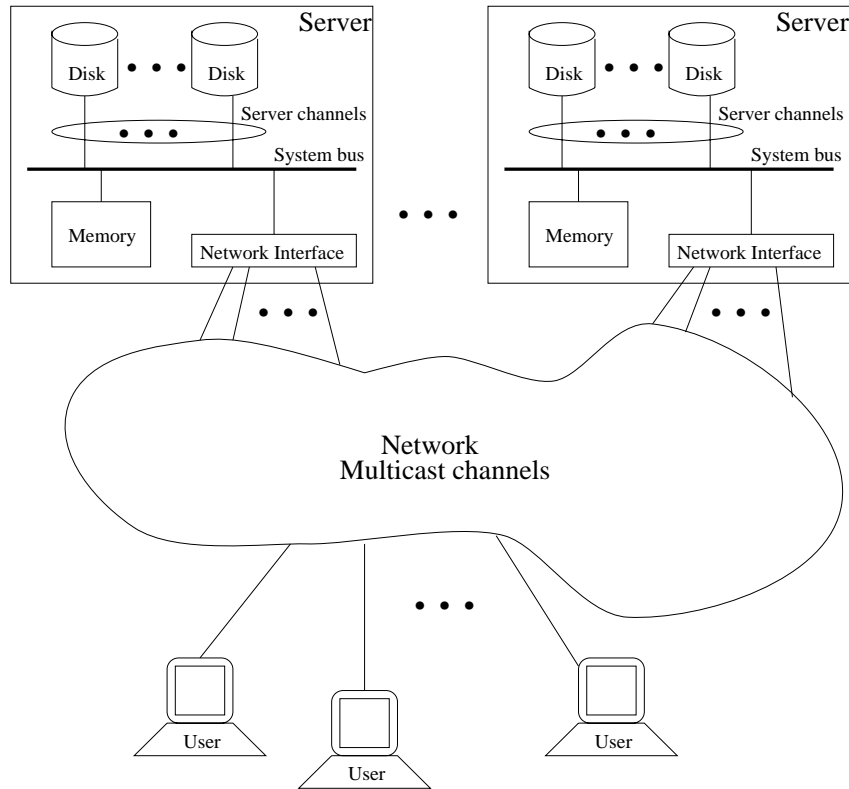 Server
Disk
Disk
Server channels
System bus
Memory
Network Interface
Server
Disk
Disk
Server channels
System bus
Memory
Network Interface
Network
Multicast channels
User
User
User